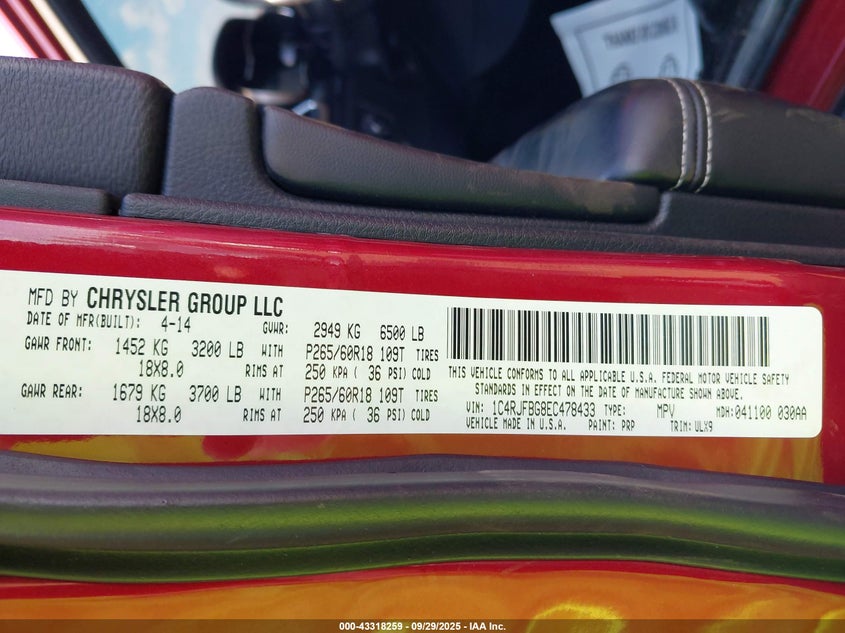 MFD BY CHRYSLER GROUP LLC
DATE OF MFR(BUILT): 4-14 GVWR: 2949 KG 6500 LB
GAWR FRONT: 1452 KG 3200 LB WITH P265/60R18 109T TIRES
18X8.0 RIMS AT 250 KPA ( 36 PSI) COLD
GAWR REAR: 1679 KG 3700 LB WITH P265/60R18 109T TIRES
18X8.0 RIMS AT 250 KPA ( 36 PSI) COLD
THIS VEHICLE CONFORMS TO ALL APPLICABLE U.S.A. FEDERAL MOTOR VEHICLE SAFETY
STANDARDS IN EFFECT ON THE DATE OF MANUFACTURE SHOWN ABOVE.
VIN: 1C4RJFBG8EC478433 TYPE: MPV MDH: 041100 030AA
VEHICLE MADE IN U.S.A. PAINT: PRP TRIM: ULX9
000-43318259 - 09/29/2025 - IAA Inc.